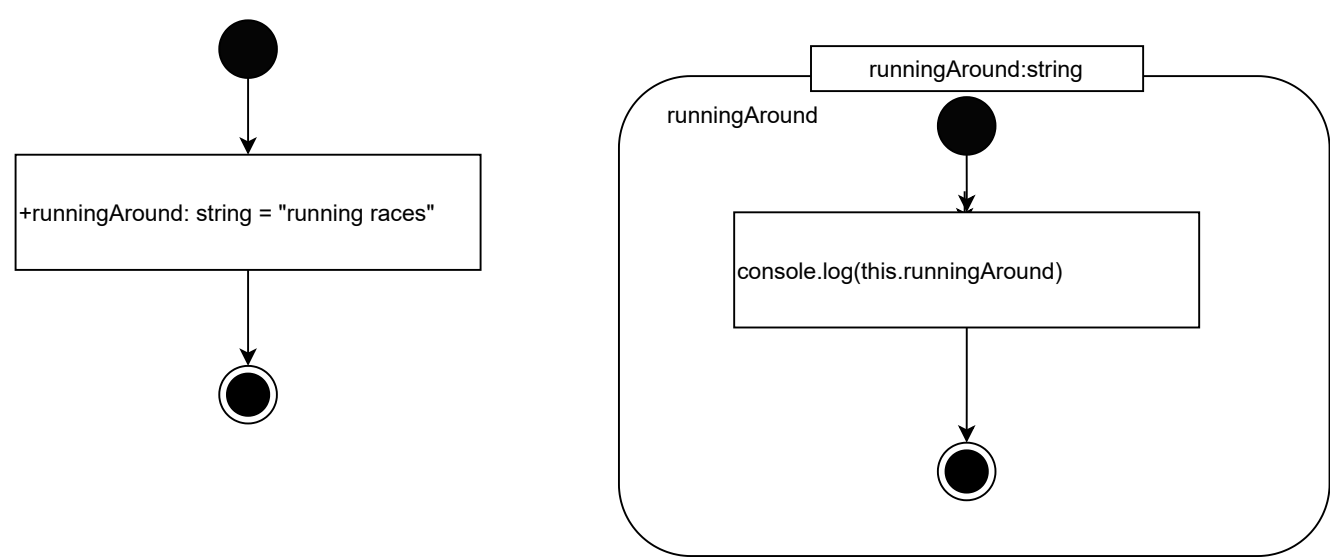 +runningAround: string = "running races"
runningAround:string
runningAround
console.log(this.runningAround)